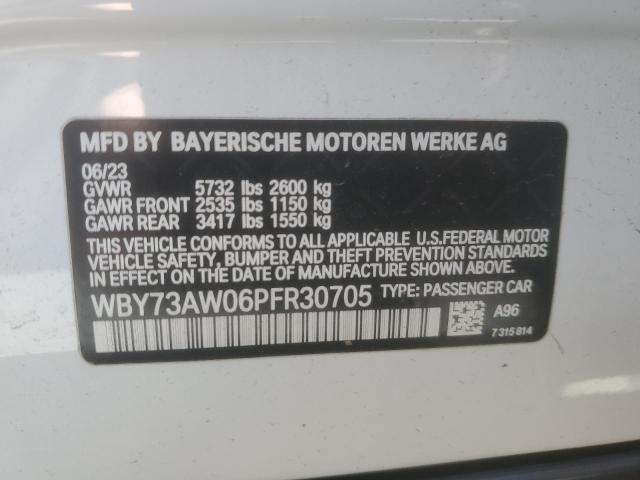 MFD BY BAYERISCHE MOTOREN WERKE AG
06/23
GVWR 5732 lbs 2600 kg
GAWR FRONT 2535 lbs 1150 kg
GAWR REAR 3417 lbs 1550 kg
THIS VEHICLE CONFORMS TO ALL APPLICABLE U.S.FEDERAL MOTOR
VEHICLE SAFETY, BUMPER AND THEFT PREVENTION STANDARDS
IN EFFECT ON THE DATE OF MANUFACTURE SHOWN ABOVE.
WBY73AW06PFR30705 TYPE: PASSENGER CAR
A96
7315814